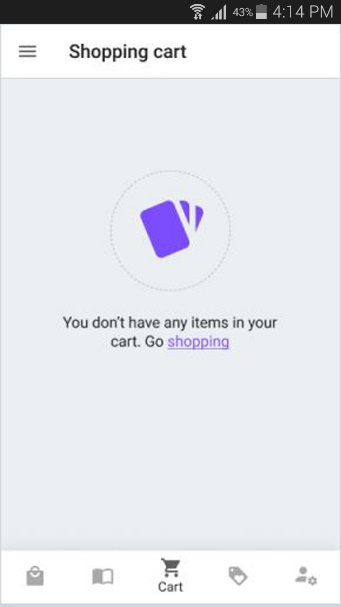 43% 4:14 PM
Shopping cart
You don't have any items in your
cart. Go shopping
Cart